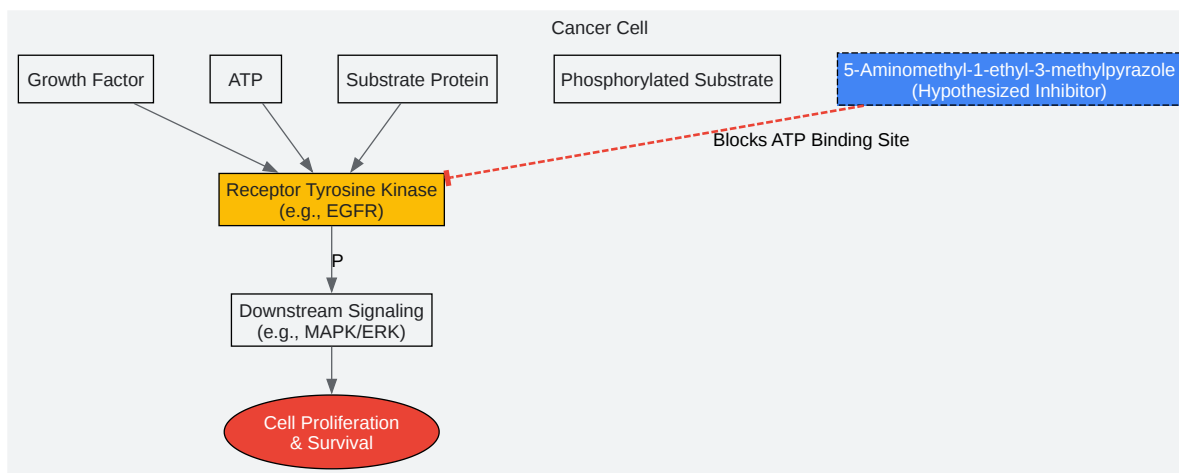 Cancer Cell
Growth Factor
ATP
Substrate Protein
Phosphorylated Substrate
5-Aminomethyl-1-ethyl-3-methylpyrazole
(Hypothesized Inhibitor)
Blocks ATP Binding Site
Receptor Tyrosine Kinase
(e.g., EGFR)
P
Downstream Signaling
(e.g., MAPK/ERK)
Cell Proliferation
& Survival